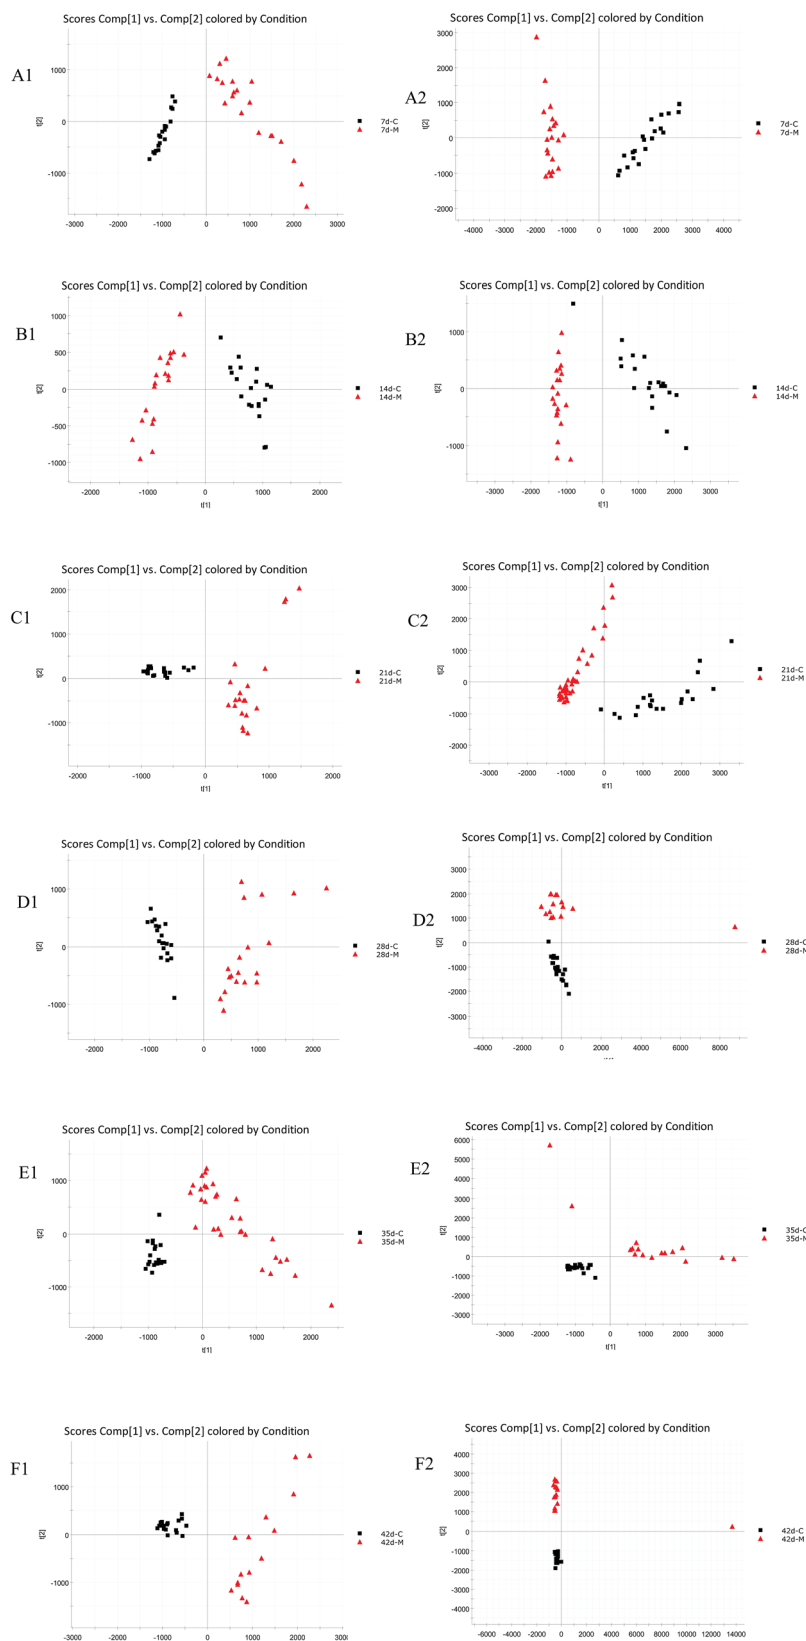 Scores Comp[1] vs. Comp[2] colored by Condition
A1
t[2]
1000
0
-1000
-3000 -2000 -1000 0 1000 2000 3000
7d-C
7d-M
Scores Comp[1] vs. Comp[2] colored by Condition
A2
t[2]
3000
2000
1000
0
-1000
-2000
-4000 -3000 -2000 -1000 0 1000 2000 3000 4000
7d-C
7d-M
Scores Comp[1] vs. Comp[2] colored by Condition
B1
t[2]
1000
500
0
-500
-1000
-2000 -1000 0 1000 2000
t[1]
14d-C
14d-M
Scores Comp[1] vs. Comp[2] colored by Condition
B2
t[2]
1000
0
-1000
-3000 -2000 -1000 0 1000 2000 3000
t[1]
14d-C
14d-M
Scores Comp[1] vs. Comp[2] colored by Condition
C1
t[2]
2000
1000
0
-1000
-2000 -1000 0 1000 2000
t[1]
21d-C
21d-M
Scores Comp[1] vs. Comp[2] colored by Condition
C2
t[2]
3000
2000
1000
0
-1000
-2000
-3000 -2000 -1000 0 1000 2000 3000
t[1]
21d-C
21d-M
Scores Comp[1] vs. Comp[2] colored by Condition
D1
t[2]
1000
0
-1000
-2000 -1000 0 1000 2000
28d-C
28d-M
Scores Comp[1] vs. Comp[2] colored by Condition
D2
t[2]
3000
2000
1000
0
-1000
-2000
-3000
-4000 -2000 0 2000 4000 6000 8000
28d-C
28d-M
Scores Comp[1] vs. Comp[2] colored by Condition
E1
t[2]
1000
0
-1000
-2000 -1000 0 1000 2000
t[1]
35d-C
35d-M
Scores Comp[1] vs. Comp[2] colored by Condition
E2
t[2]
6000
5000
4000
3000
2000
1000
0
-1000
-2000
-3000
-4000 -3000 -2000 -1000 0 1000 2000 3000
t[1]
35d-C
35d-M
Scores Comp[1] vs. Comp[2] colored by Condition
F1
t[2]
1000
0
-1000
-3000 -2000 -1000 0 1000 2000
42d-C
42d-M
Scores Comp[1] vs. Comp[2] colored by Condition
F2
t[2]
4000
3000
2000
1000
0
-1000
-2000
-3000
-4000
-6000 -4000 -2000 0 2000 4000 6000 8000 10000 12000 14000
42d-C
42d-M